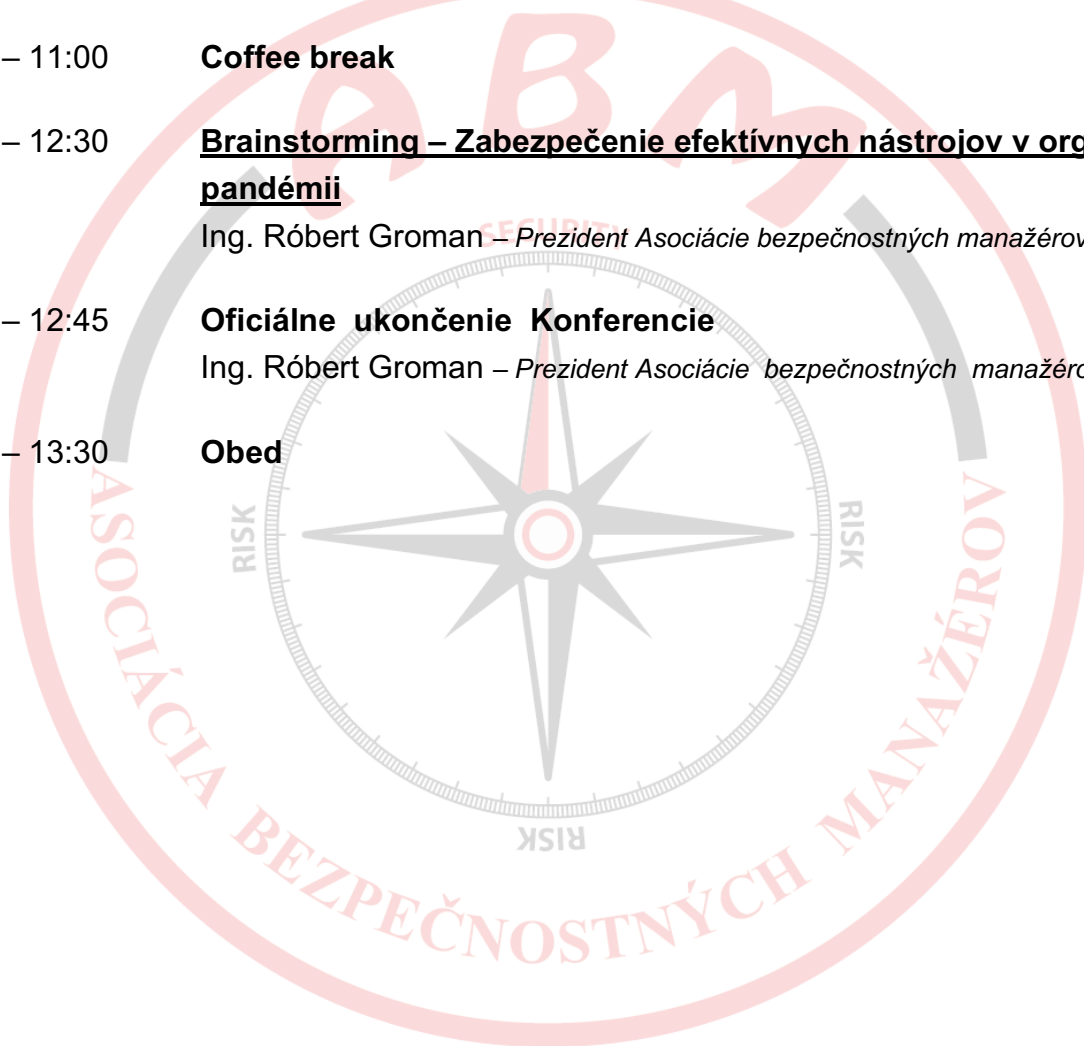 – 11:00 Coffee break
– 12:30 Brainstorming – Zabezpečenie efektívnych nástrojov v org
pandémii
Ing. Róbert Groman – Prezident Asociácie bezpečnostných manažérov
– 12:45 Oficiálne ukončenie Konferencie
Ing. Róbert Groman – Prezident Asociácie bezpečnostných manažéro
– 13:30 Obed
ABM
SECURITY
RISK
RISK
RISK
ASOCIÁCIA BEZPEČNOSTNÝCH MANAŽÉROV